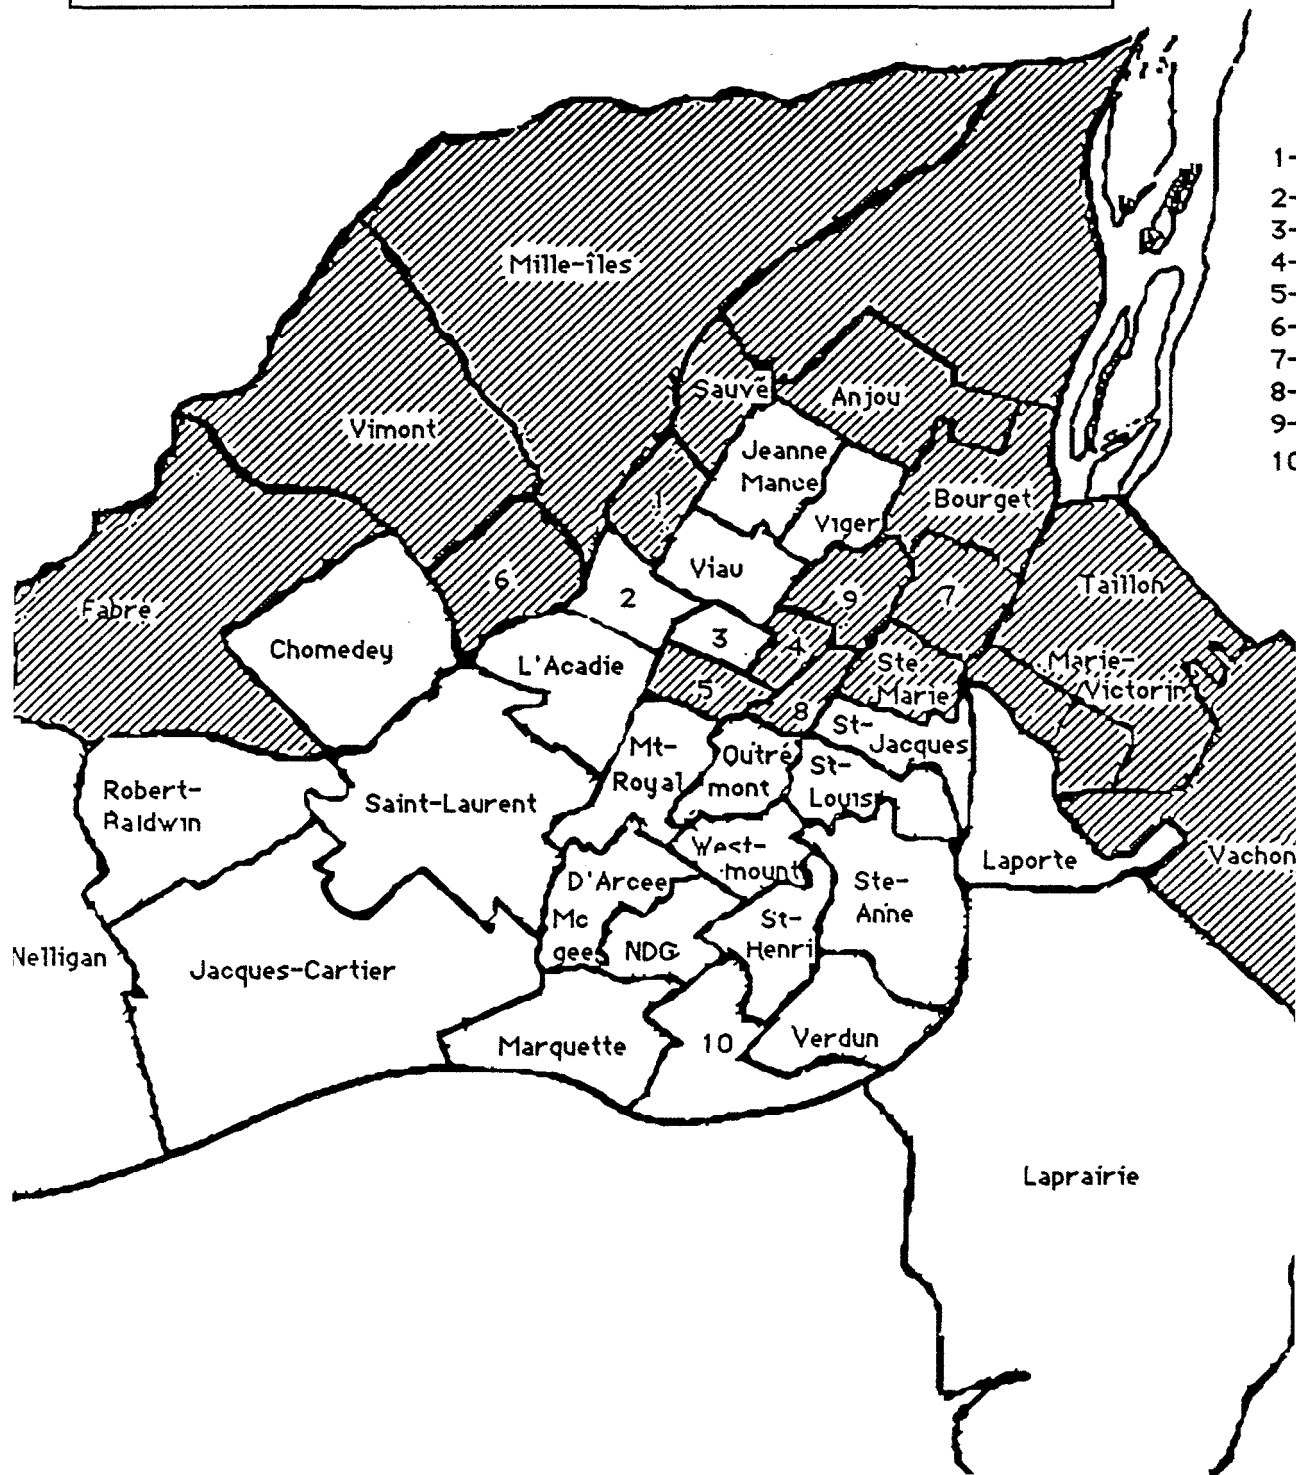 1-
2-
3-
4-
5-
6-
7-
8-
9-
10
Mille-îles
Sauvé
Anjou
Vimont
Jeanne
Mance
1
Viger
Bourget
Viau
6
2
9
7
Taillon
Fabre
3
4
Chomedey
L'Acadie
5
Ste
Marie
Marie-
Victorin
8
St-
Jacques
Mt-
Royal
Outre
mont
St-
Louis
Robert-
Baldwin
Saint-Laurent
West-
mount
Laporte
Vachon
D'Arcee
Mc
gee
NDG
St-
Henri
Ste-
Anne
Nelligan
Jacques-Cartier
Marquette
10
Verdun
Laprairie